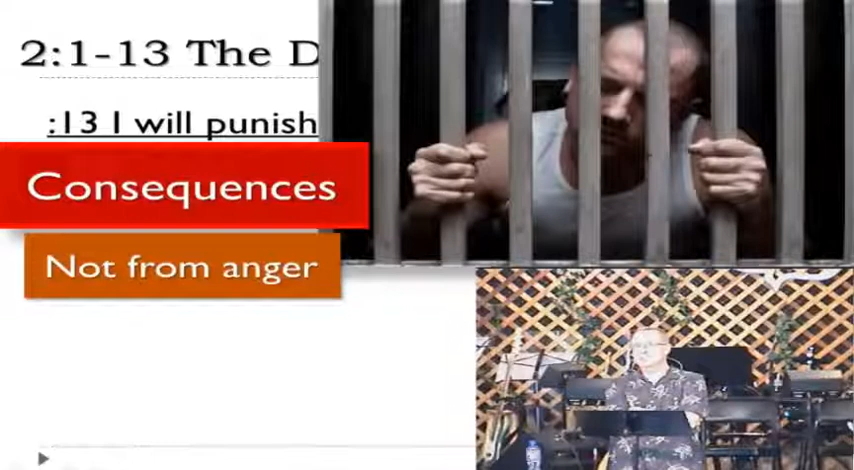 2:1-13 The D
:13 I will punish
Consequences
Not from anger